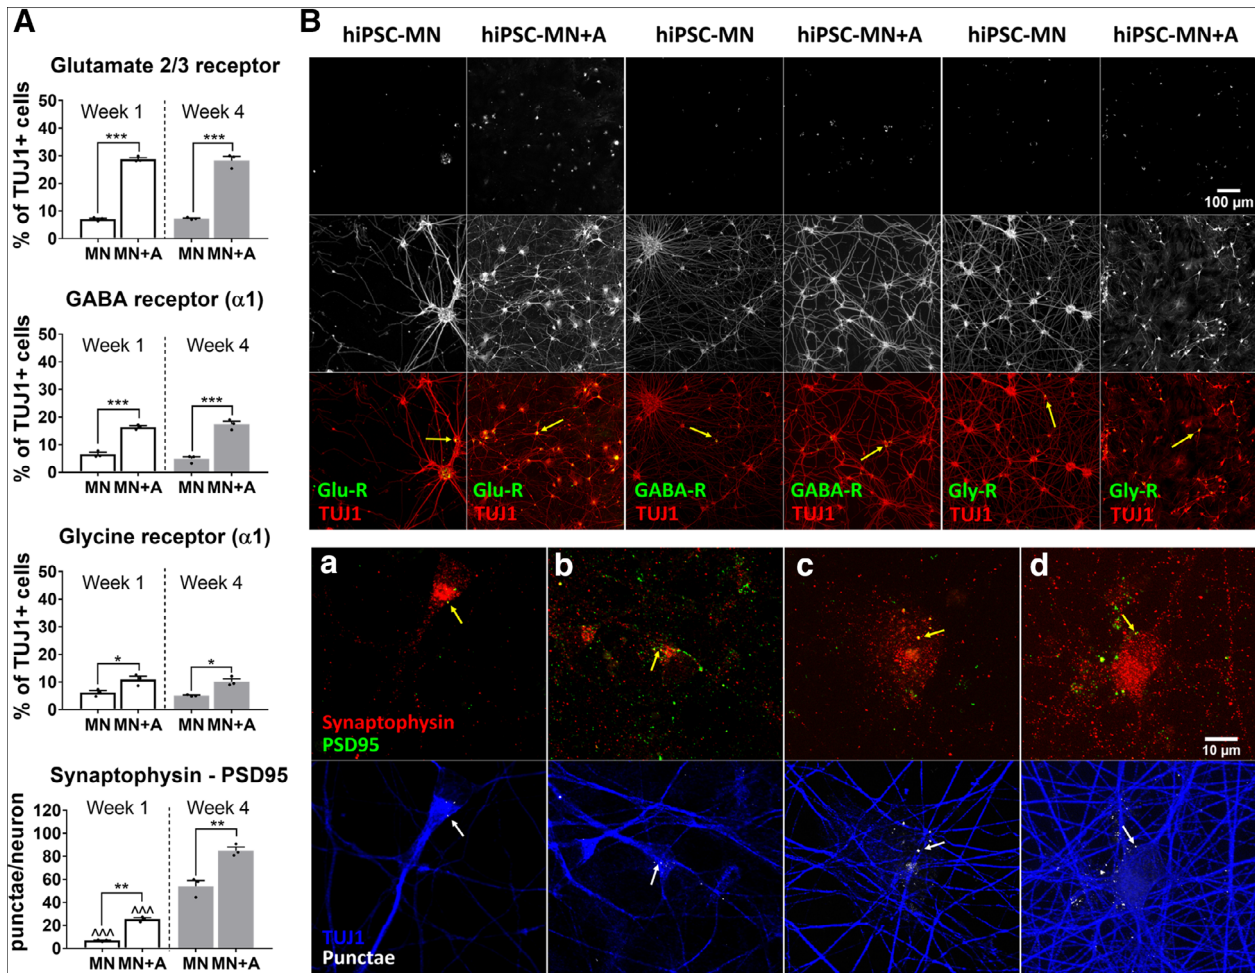 A
Glutamate 2/3 receptor
% of TUJ1+ cells
50
40
30
20
10
0
Week 1
Week 4
***
***
MN MN+A MN MN+A
GABA receptor (α1)
% of TUJ1+ cells
50
40
30
20
10
0
Week 1
Week 4
***
***
MN MN+A MN MN+A
Glycine receptor (α1)
% of TUJ1+ cells
50
40
30
20
10
0
Week 1
Week 4
*
*
MN MN+A MN MN+A
Synaptophysin - PSD95
punctae/neuron
120
100
80
60
40
20
0
Week 1
Week 4
**
**
^^^
^^^
MN MN+A MN MN+A
B
hiPSC-MN hiPSC-MN+A hiPSC-MN hiPSC-MN+A hiPSC-MN hiPSC-MN+A
100 µm
Glu-R
TUJ1
Glu-R
TUJ1
GABA-R
TUJ1
GABA-R
TUJ1
Gly-R
TUJ1
Gly-R
TUJ1
a
b
c
d
Synaptophysin
PSD95
10 µm
TUJ1
Punctae